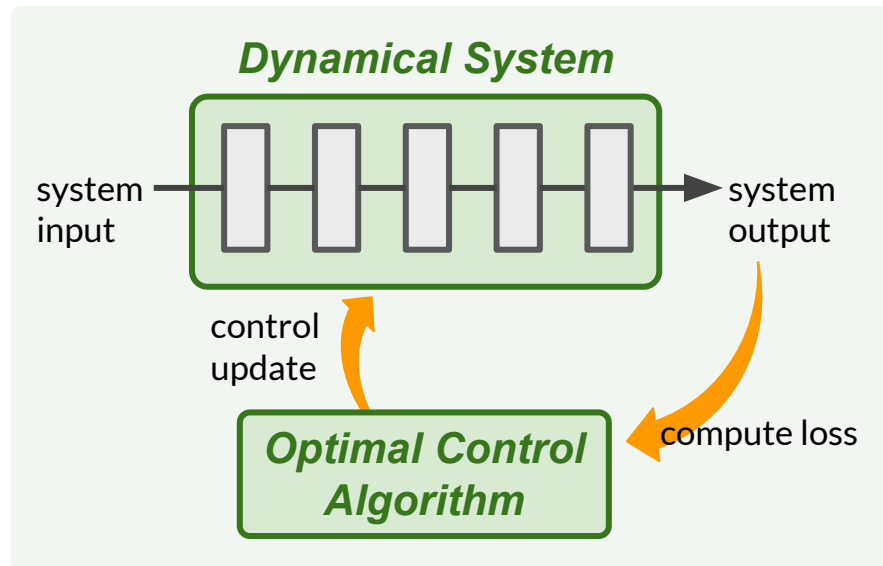 Dynamical System
system
input
system
output
control
update
compute loss
Optimal Control
Algorithm